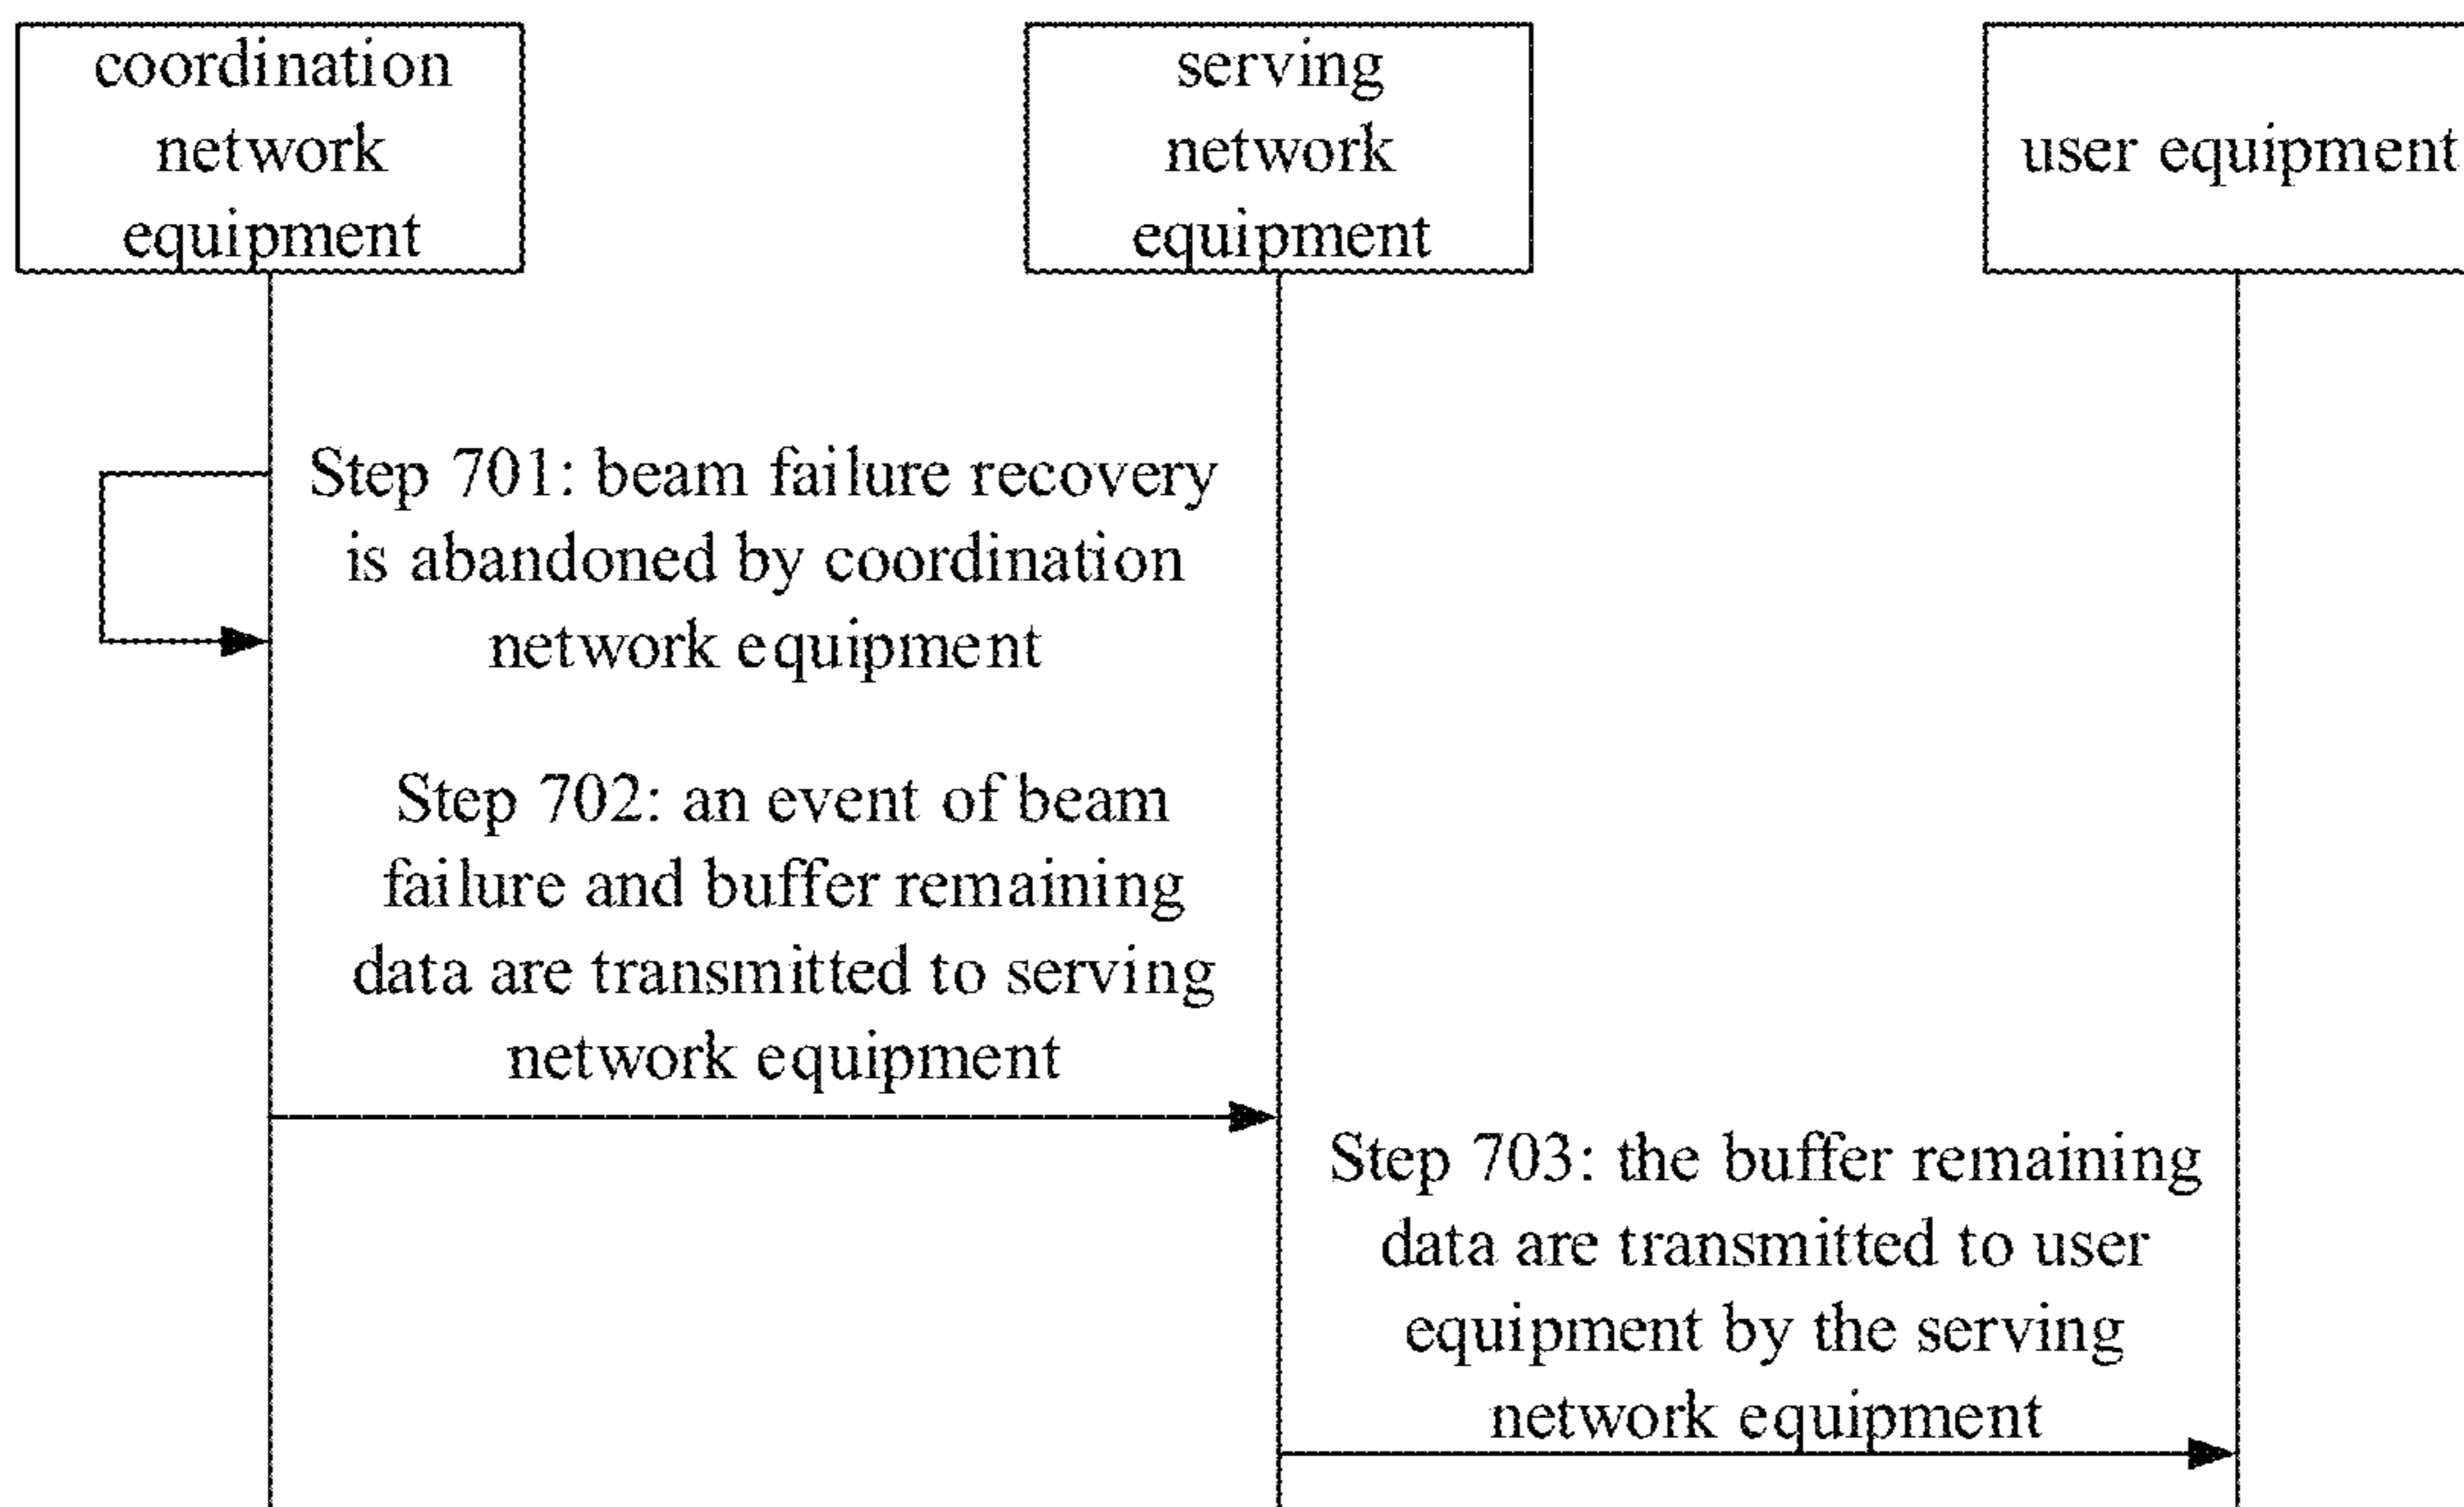 coordination
network
equipment
serving
network
equipment
user equipment
Step 701: beam failure recovery
is abandoned by coordination
network equipment
Step 702: an event of beam
failure and buffer remaining
data are transmitted to serving
network equipment
Step 703: the buffer remaining
data are transmitted to user
equipment by the serving
network equipment